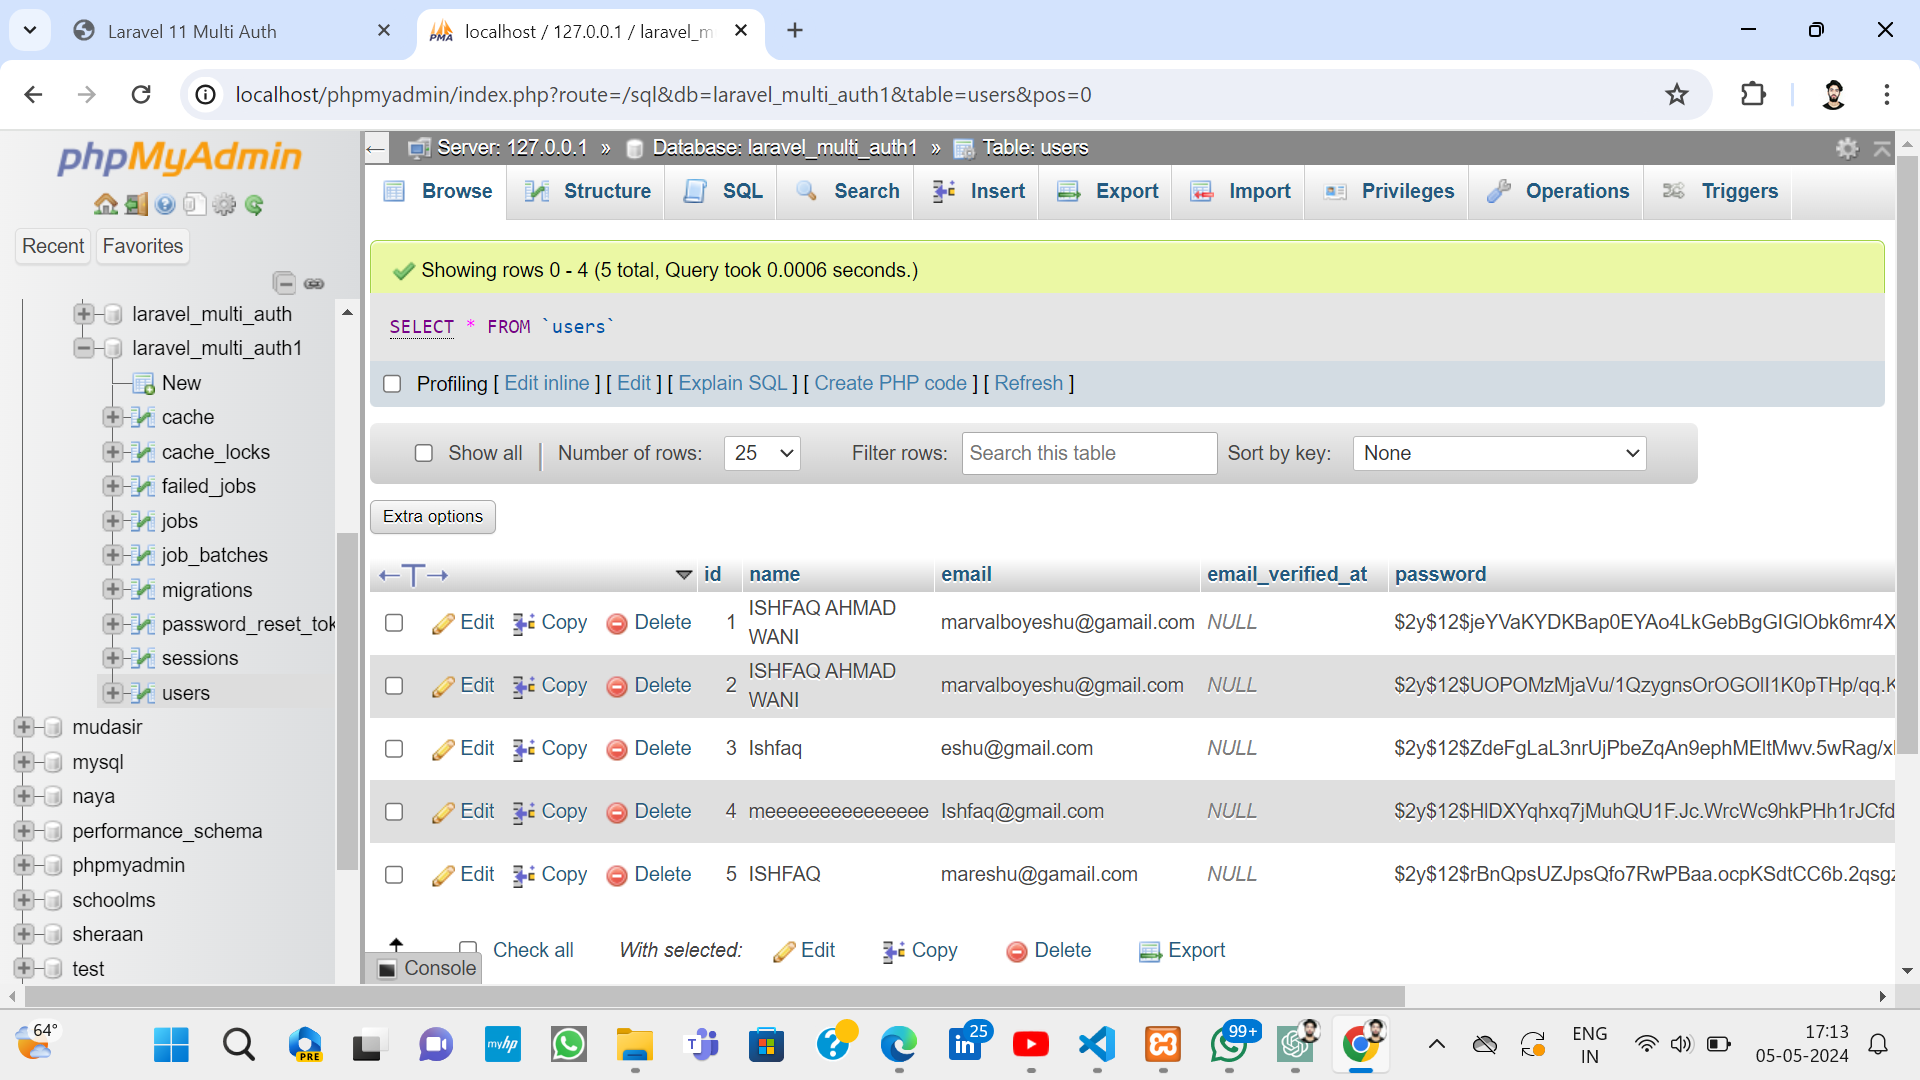 Laravel 11 Multi Auth
localhost / 127.0.0.1 / laravel_m
localhost/phpmyadmin/index.php?route=/sql&db=laravel_multi_auth1&table=users&pos=0
phpMyAdmin
Recent Favorites
laravel_multi_auth
laravel_multi_auth1
New
cache
cache_locks
failed_jobs
jobs
job_batches
migrations
password_reset_tok
sessions
users
mudasir
mysql
naya
performance_schema
phpmyadmin
schoolms
sheraan
test
Server: 127.0.0.1 » Database: laravel_multi_auth1 » Table: users
Browse Structure SQL Search Insert Export Import Privileges Operations Triggers
Showing rows 0 - 4 (5 total, Query took 0.0006 seconds.)
SELECT * FROM `users`
Profiling [ Edit inline ] [ Edit ] [ Explain SQL ] [ Create PHP code ] [ Refresh ]
Show all Number of rows: 25 Filter rows: Search this table Sort by key: None
Extra options
id name email email_verified_at password
Edit Copy Delete 1 ISHFAQ AHMAD WANI marvalboyeshu@gamail.com NULL $2y$12$jeYVaKYDKBap0EYAo4LkGebBgGIGlObk6mr4X
Edit Copy Delete 2 ISHFAQ AHMAD WANI marvalboyeshu@gmail.com NULL $2y$12$UOPOMzMjaVu/1QzygnsOrOGOlI1K0pTHp/qq.K
Edit Copy Delete 3 Ishfaq eshu@gmail.com NULL $2y$12$ZdeFgLaL3nrUjPbeZqAn9ephMEltMwv.5wRag/x
Edit Copy Delete 4 meeeeeeeeeeeeeee Ishfaq@gmail.com NULL $2y$12$HlDXYqhxq7jMuhQU1F.Jc.WrcWc9hkPHh1rJCfd
Edit Copy Delete 5 ISHFAQ mareshu@gamail.com NULL $2y$12$rBnQpsUZJpsQfo7RwPBaa.ocpKSdtCC6b.2qsgz
Check all With selected: Edit Copy Delete Export
Console
64°
PRE
myhp
25
99+
ENG
IN
17:13
05-05-2024